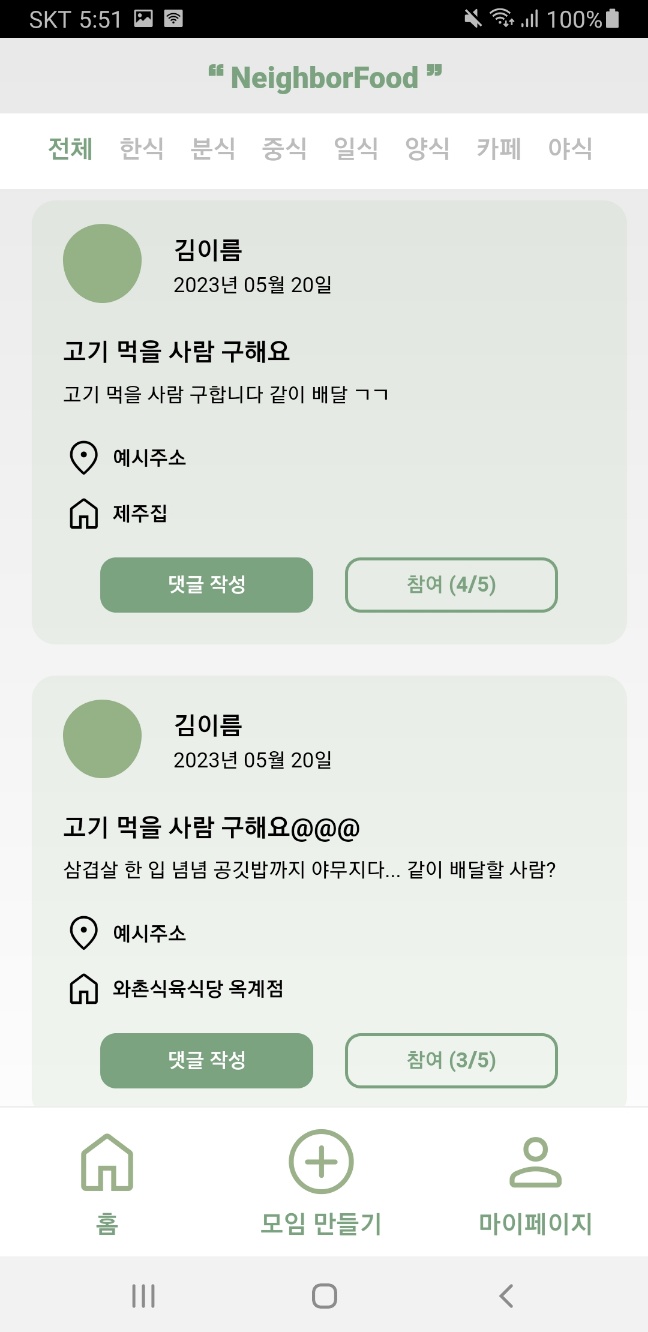 SKT 5:51 100%
❝ NeighborFood ❞
전체 한식 분식 중식 일식 양식 카페 야식
김이름
2023년 05월 20일
고기 먹을 사람 구해요
고기 먹을 사람 구합니다 같이 배달 ㄱㄱ
예시주소
제주집
댓글 작성 참여 (4/5)
김이름
2023년 05월 20일
고기 먹을 사람 구해요@@@
삼겹살 한 입 념념 공깃밥까지 야무지다... 같이 배달할 사람?
예시주소
와촌식육식당 옥계점
댓글 작성 참여 (3/5)
홈 모임 만들기 마이페이지